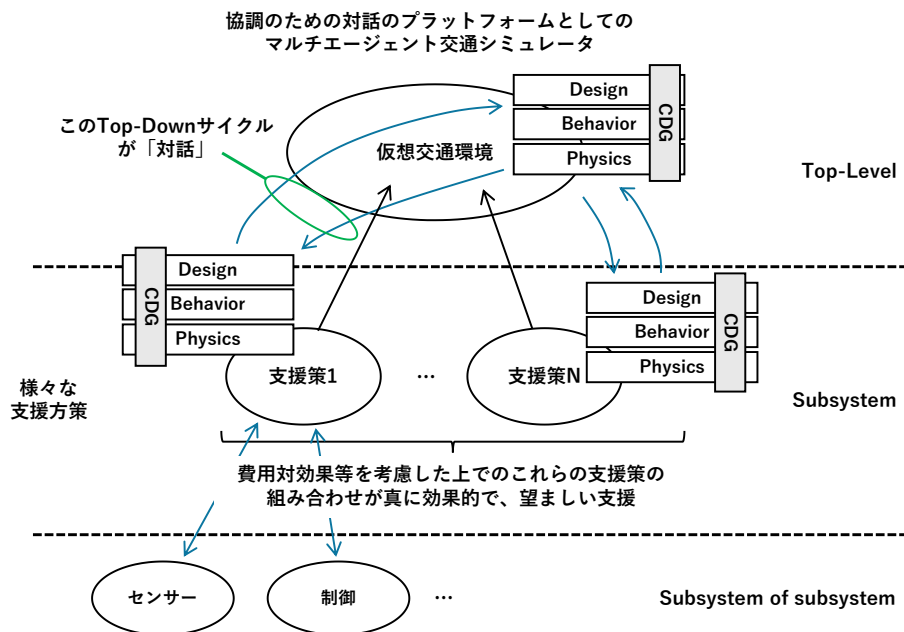 協調のための対話のプラットフォームとしての
マルチエージェント交通シミュレータ
Design
Behavior
Physics
CDG
このTop-Downサイクル
が「対話」
仮想交通環境
Top-Level
Design
Behavior
Physics
CDG
Design
Behavior
Physics
CDG
様々な
支援方策
支援策1
…
支援策N
Subsystem
費用対効果等を考慮した上でのこれらの支援策の
組み合わせが真に効果的で、望ましい支援
センサー
制御
…
Subsystem of subsystem